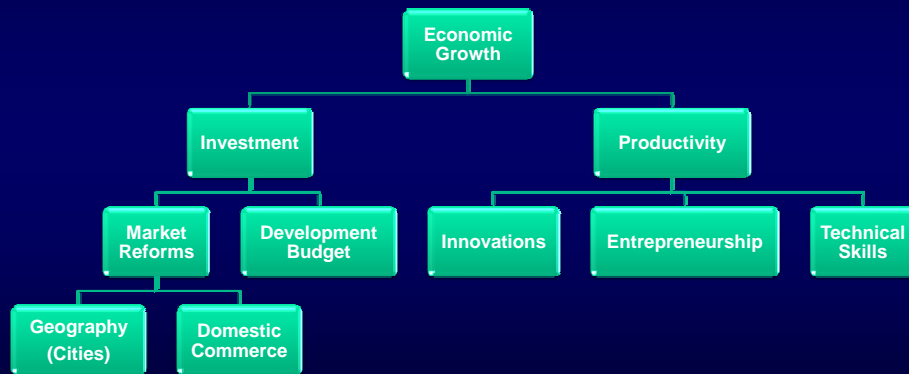 Economic
Growth
Investment
Productivity
Market
Reforms
Development
Budget
Innovations
Entrepreneurship
Technical
Skills
Geography
(Cities)
Domestic
Commerce